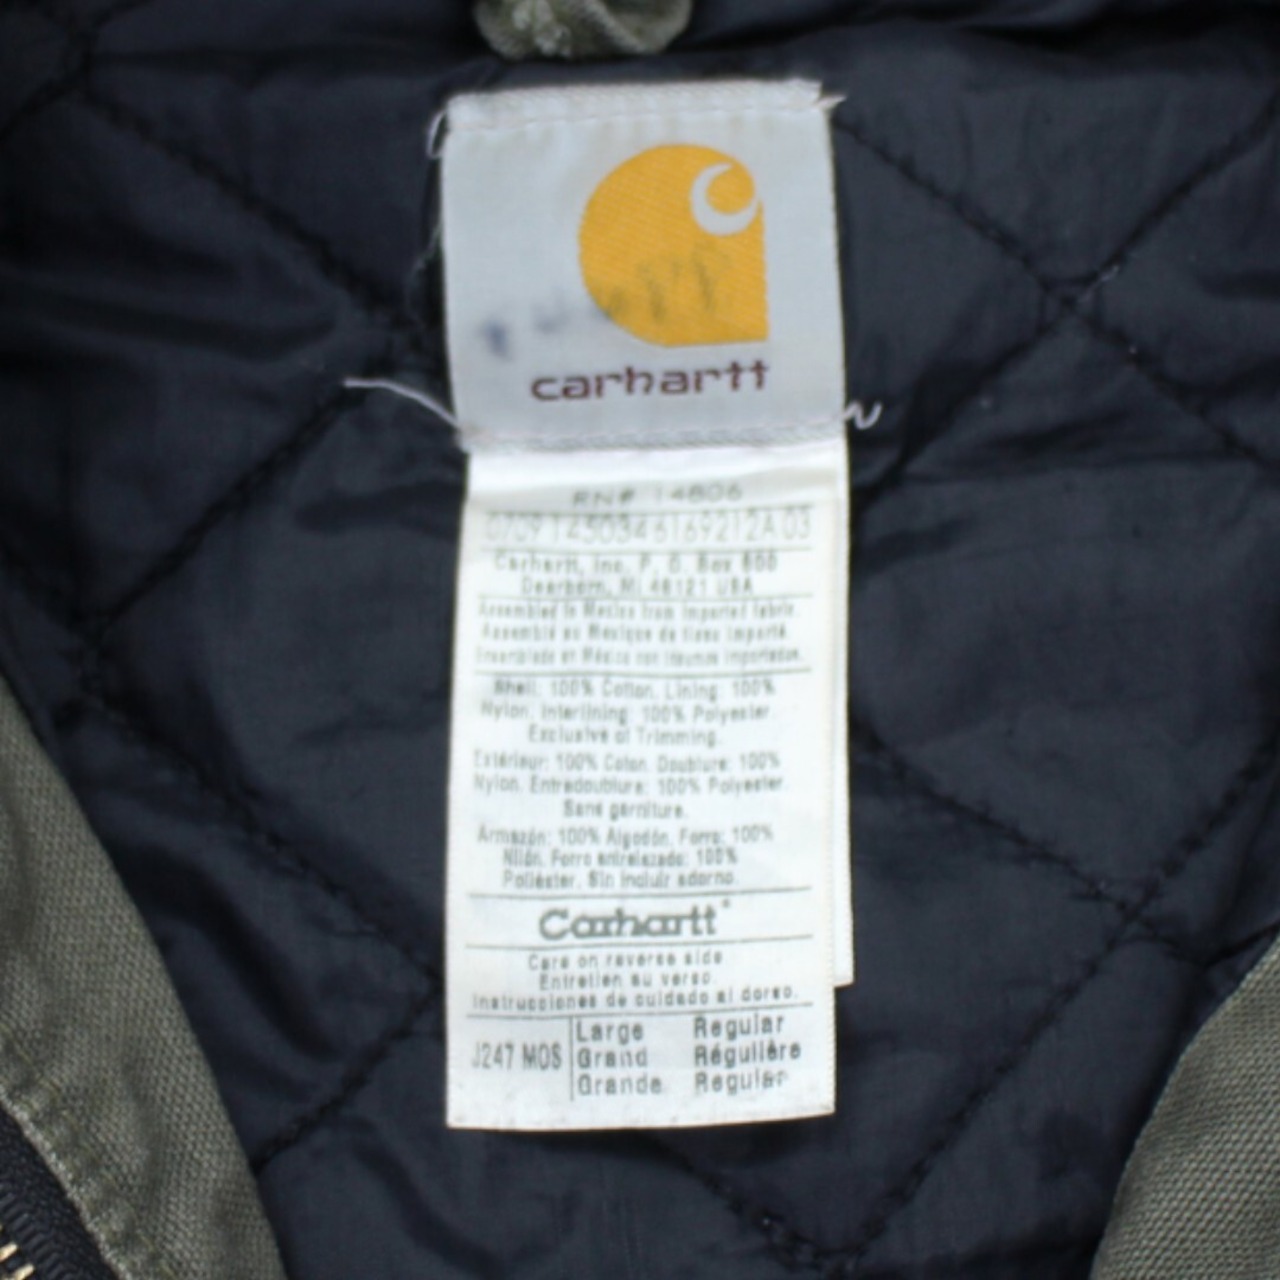 carhartt
RN# 14806
0709 1450346169212A 03
Carhartt, Inc. P. O. Box 600
Dearborn, MI 48121 USA
Assembled in Mexico from imported fabric.
Assemblé au Mexique de tissu importé.
Ensamblado en México con insumos importados.
Shell: 100% Cotton. Lining: 100%
Nylon. Interlining: 100% Polyester.
Exclusive of Trimming.
Extérieur: 100% Coton. Doublure: 100%
Nylon. Entredoublure: 100% Polyester.
Sans garniture.
Armazón: 100% Algodón. Forro: 100%
Nilón. Forro entrelazado: 100%
Poliéster. Sin incluir adorno.
Carhartt®
Care on reverse side
Entretien au verso.
Instrucciones de cuidado al dorso.
J247 MOS Large Regular
Grand Régulière
Grande Regular